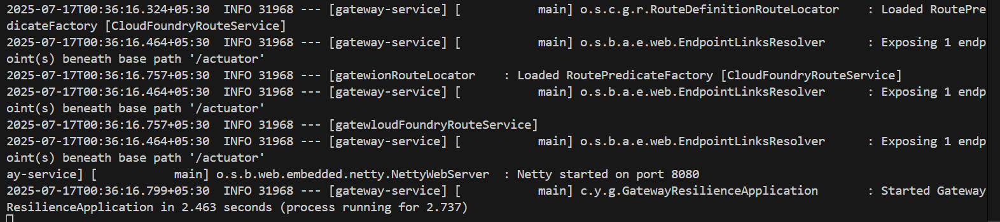 2025-07-17T00:36:16.324+05:30  INFO 31968 --- [gateway-service] [           main] o.s.c.g.r.RouteDefinitionRouteLocator    : Loaded RoutePre
dicateFactory [CloudFoundryRouteService]
2025-07-17T00:36:16.464+05:30  INFO 31968 --- [gateway-service] [           main] o.s.b.a.e.web.EndpointLinksResolver      : Exposing 1 endp
oint(s) beneath base path '/actuator'
2025-07-17T00:36:16.757+05:30  INFO 31968 --- [gatewionRouteLocator    : Loaded RoutePredicateFactory [CloudFoundryRouteService]
2025-07-17T00:36:16.464+05:30  INFO 31968 --- [gateway-service] [           main] o.s.b.a.e.web.EndpointLinksResolver      : Exposing 1 endp
oint(s) beneath base path '/actuator'
2025-07-17T00:36:16.757+05:30  INFO 31968 --- [gatewloudFoundryRouteService]
2025-07-17T00:36:16.464+05:30  INFO 31968 --- [gateway-service] [           main] o.s.b.a.e.web.EndpointLinksResolver      : Exposing 1 endp
oint(s) beneath base path '/actuator'
ay-service] [           main] o.s.b.web.embedded.netty.NettyWebServer  : Netty started on port 8080
2025-07-17T00:36:16.799+05:30  INFO 31968 --- [gateway-service] [           main] c.y.g.GatewayResilienceApplication       : Started Gateway
ResilienceApplication in 2.463 seconds (process running for 2.737)